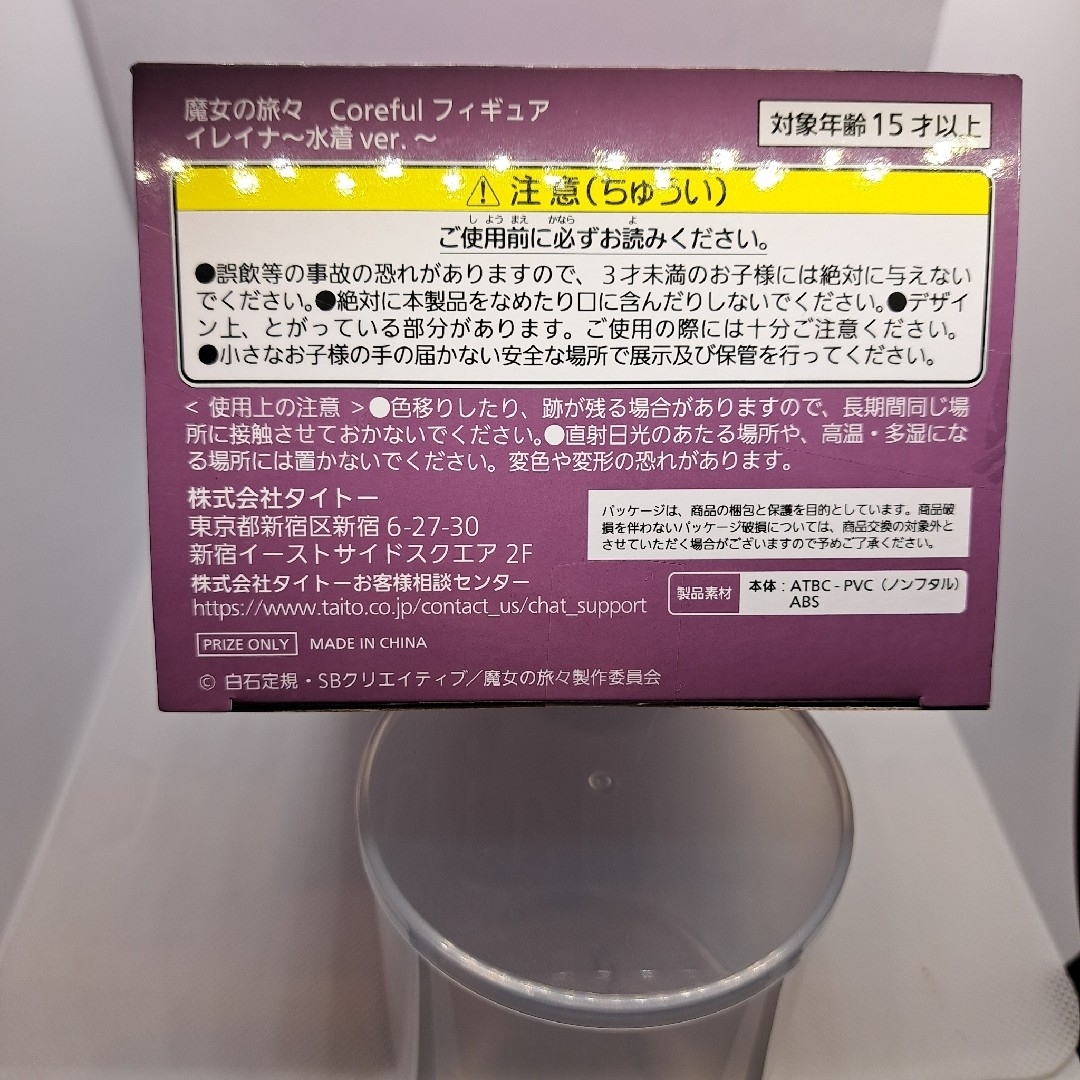 魔女の旅々　Coreful フィギュア
イレイナ～水着 ver. ～
対象年齢 15 才以上
⚠ 注意（ちゅうい）
しようまえ　かなら　よ
ご使用前に必ずお読みください。
●誤飲等の事故の恐れがありますので、３才未満のお子様には絶対に与えない
でください。●絶対に本製品をなめたり口に含んだりしないでください。●デザイ
ン上、とがっている部分があります。ご使用の際には十分ご注意ください。
●小さなお子様の手の届かない安全な場所で展示及び保管を行ってください。
< 使用上の注意 >●色移りしたり、跡が残る場合がありますので、長期間同じ場
所に接触させておかないでください。●直射日光のあたる場所や、高温・多湿にな
る場所には置かないでください。変色や変形の恐れがあります。
株式会社タイトー
東京都新宿区新宿 6-27-30
新宿イーストサイドスクエア 2F
株式会社タイトーお客様相談センター
https://www.taito.co.jp/contact_us/chat_support
パッケージは、商品の梱包と保護を目的としています。商品破
損を伴わないパッケージ破損については、商品交換の対象外と
させていただく場合がございますので予めご了承ください。
製品素材
本体：ATBC - PVC（ノンフタル）
ABS
PRIZE ONLY MADE IN CHINA
© 白石定規・SBクリエイティブ／魔女の旅々製作委員会